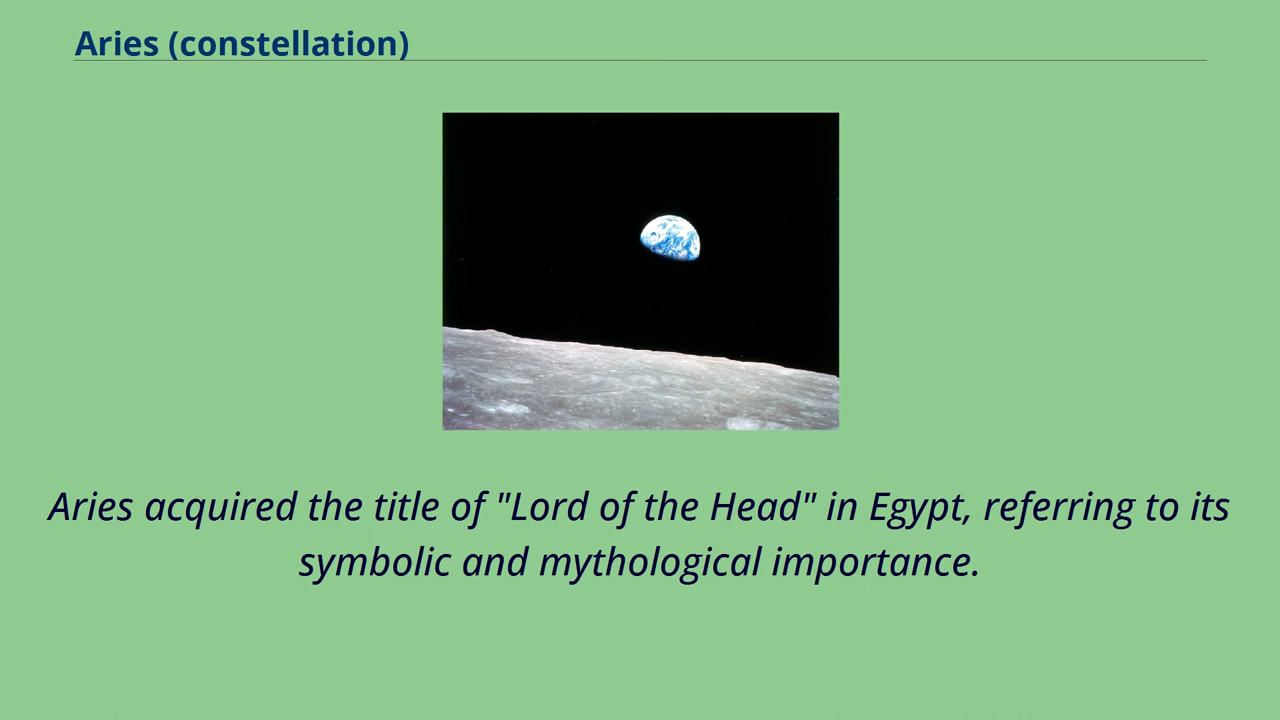 Aries (constellation)
Aries acquired the title of "Lord of the Head" in Egypt, referring to its
symbolic and mythological importance.